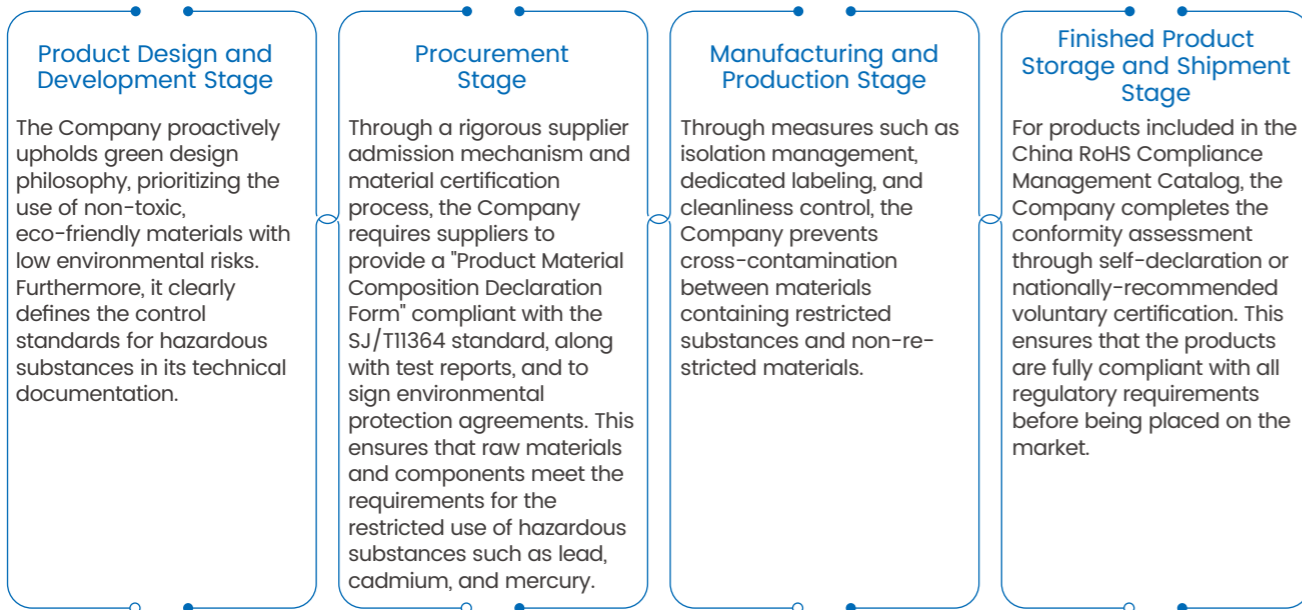 Product Design and
Development Stage
The Company proactively
upholds green design
philosophy, prioritizing the
use of non-toxic,
eco-friendly materials with
low environmental risks.
Furthermore, it clearly
defines the control
standards for hazardous
substances in its technical
documentation.
Procurement
Stage
Through a rigorous supplier
admission mechanism and
material certification
process, the Company
requires suppliers to
provide a "Product Material
Composition Declaration
Form" compliant with the
SJ/T11364 standard, along
with test reports, and to
sign environmental
protection agreements. This
ensures that raw materials
and components meet the
requirements for the
restricted use of hazardous
substances such as lead,
cadmium, and mercury.
Manufacturing and
Production Stage
Through measures such as
isolation management,
dedicated labeling, and
cleanliness control, the
Company prevents
cross-contamination
between materials
containing restricted
substances and non-re-
stricted materials.
Finished Product
Storage and Shipment
Stage
For products included in the
China RoHS Compliance
Management Catalog, the
Company completes the
conformity assessment
through self-declaration or
nationally-recommended
voluntary certification. This
ensures that the products
are fully compliant with all
regulatory requirements
before being placed on the
market.